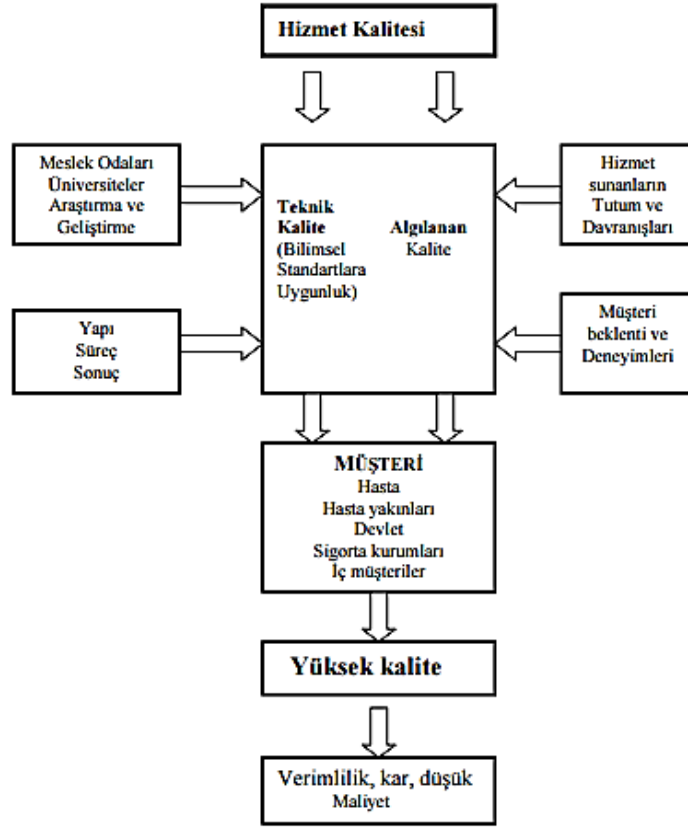 Hizmet Kalitesi
Meslek Odaları
Üniversiteler
Araştırma ve
Geliştirme
Teknik
Kalite
(Bilimsel
Standartlara
Uygunluk)
Algılanan
Kalite
Hizmet
sunanların
Tutum ve
Davranışları
Yapı
Süreç
Sonuç
Müşteri
beklenti ve
Deneyimleri
MÜŞTERİ
Hasta
Hasta yakınları
Devlet
Sigorta kurumları
İç müşteriler
Yüksek kalite
Verimlilik, kar, düşük
Maliyet